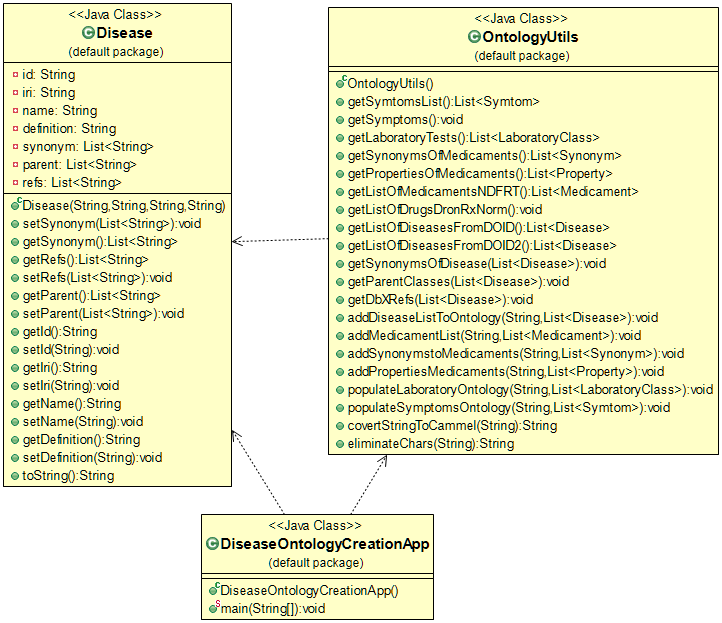 <<Java Class>>
Disease
(default package)
id: String
iri: String
name: String
definition: String
synonym: List<String>
parent: List<String>
refs: List<String>
Disease(String,String,String,String)
setSynonym(List<String>):void
getSynonym():List<String>
getRefs():List<String>
setRefs(List<String>):void
getParent():List<String>
setParent(List<String>):void
getId():String
setId(String):void
getIri():String
setIri(String):void
getName():String
setName(String):void
getDefinition():String
setDefinition(String):void
toString():String
<<Java Class>>
OntologyUtils
(default package)
OntologyUtils()
getSymtomsList():List<Symtom>
getSymptoms():void
getLaboratoryTests():List<LaboratoryClass>
getSynonymsOfMedicaments():List<Synonym>
getPropertiesOfMedicaments():List<Property>
getListOfMedicamentsNDFRT():List<Medicament>
getListOfDrugsDronRxNorm():void
getListOfDiseasesFromDOID():List<Disease>
getListOfDiseasesFromDOID2():List<Disease>
getSynonymsOfDisease(List<Disease>):void
getParentClasses(List<Disease>):void
getDbXRefs(List<Disease>):void
addDiseaseListToOntology(String,List<Disease>):void
addMedicamentList(String,List<Medicament>):void
addSynonymstoMedicaments(String,List<Synonym>):void
addPropertiesMedicaments(String,List<Property>):void
populateLaboratoryOntology(String,List<LaboratoryClass>):void
populateSymptomsOntology(String,List<Symtom>):void
covertStringToCammel(String):String
eliminateChars(String):String
<<Java Class>>
DiseaseOntologyCreationApp
(default package)
DiseaseOntologyCreationApp()
main(String[]):void